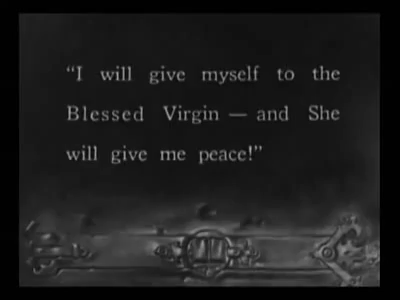 “I will give myself to the
Blessed Virgin — and She
will give me peace!”